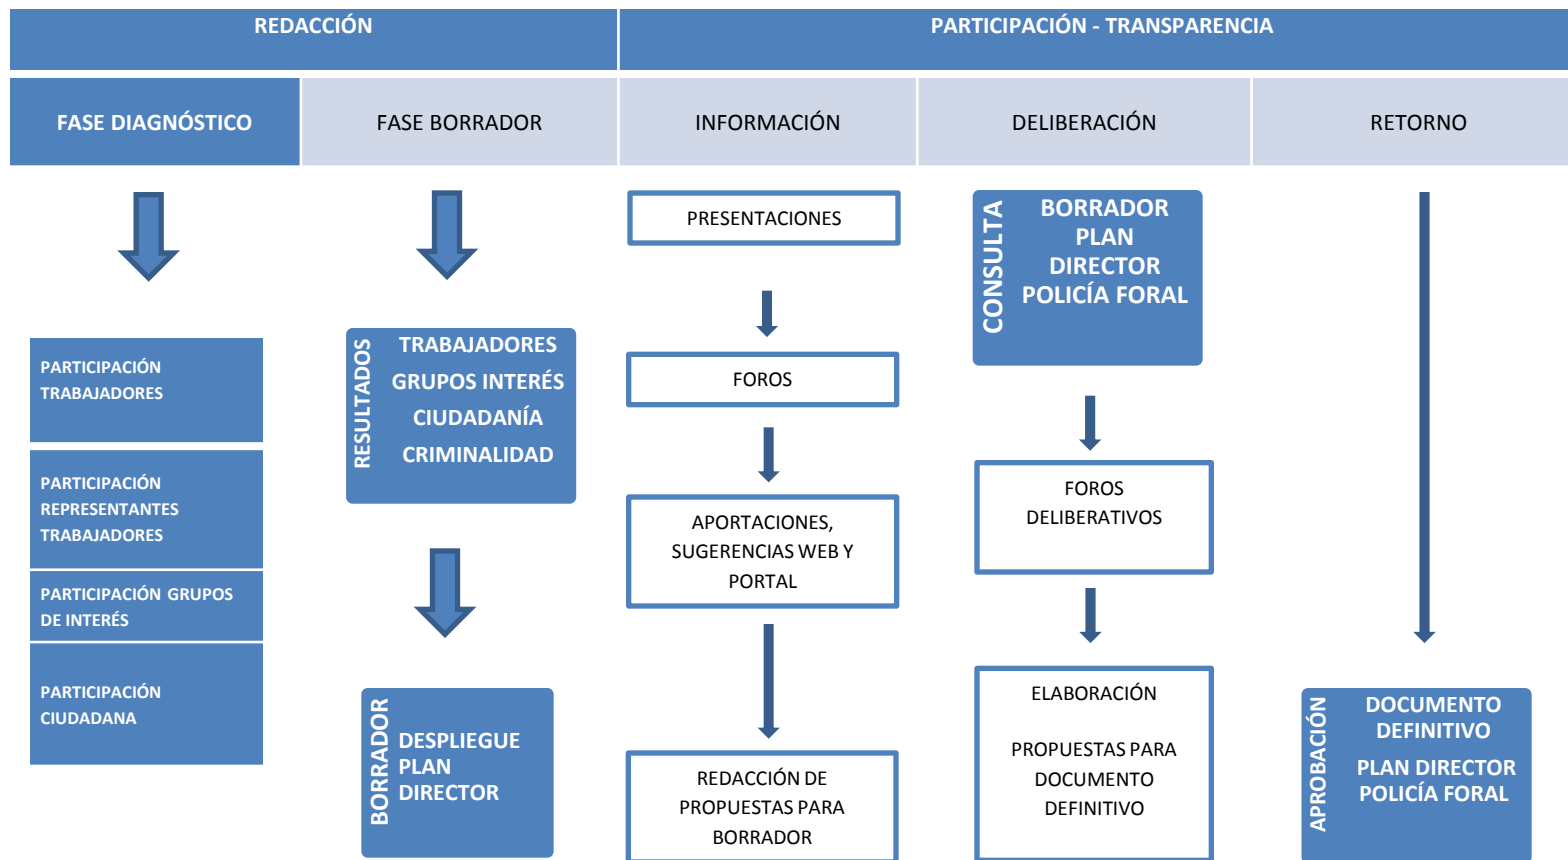 REDACCIÓN
PARTICIPACIÓN - TRANSPARENCIA
FASE DIAGNÓSTICO
FASE BORRADOR
INFORMACIÓN
DELIBERACIÓN
RETORNO
PARTICIPACIÓN
TRABAJADORES
PARTICIPACIÓN
REPRESENTANTES
TRABAJADORES
PARTICIPACIÓN GRUPOS
DE INTERÉS
PARTICIPACIÓN
CIUDADANA
RESULTADOS
TRABAJADORES
GRUPOS INTERÉS
CIUDADANÍA
CRIMINALIDAD
BORRADOR
DESPLIEGUE
PLAN
DIRECTOR
PRESENTACIONES
FOROS
APORTACIONES,
SUGERENCIAS WEB Y
PORTAL
REDACCIÓN DE
PROPUESTAS PARA
BORRADOR
CONSULTA
BORRADOR
PLAN
DIRECTOR
POLICÍA FORAL
FOROS
DELIBERATIVOS
ELABORACIÓN
PROPUESTAS PARA
DOCUMENTO
DEFINITIVO
APROBACIÓN
DOCUMENTO
DEFINITIVO
PLAN DIRECTOR
POLICÍA FORAL